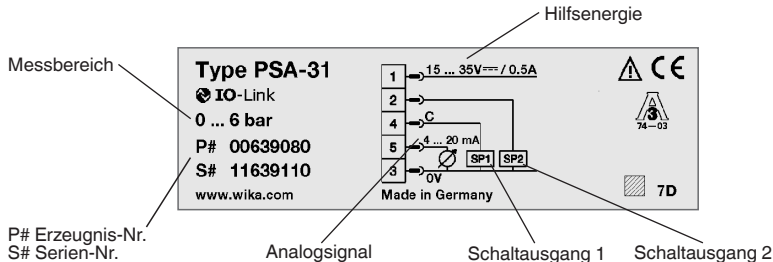 Hilfsenergie
Messbereich
Type PSA-31
IO-Link
0 ... 6 bar
P# 00639080
S# 11639110
www.wika.com
1 15 ... 35V⎓ / 0.5A
2
4 C
5 4 ... 20 mA
3 0V
SP1 SP2
Made in Germany
CE
A
3
74-03
7D
P# Erzeugnis-Nr.
S# Serien-Nr.
Analogsignal
Schaltausgang 1
Schaltausgang 2